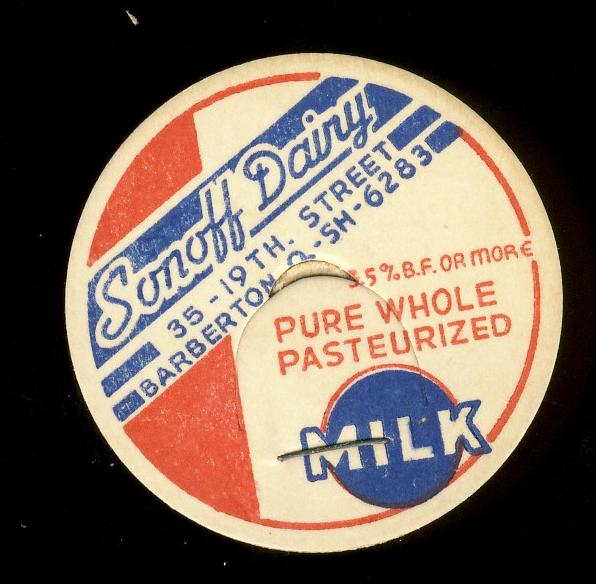 Sonoff Dairy
35-19TH. STREET
BARBERTON O.-SH-6283
3.5% B.F. OR MORE
PURE WHOLE
PASTEURIZED
MILK